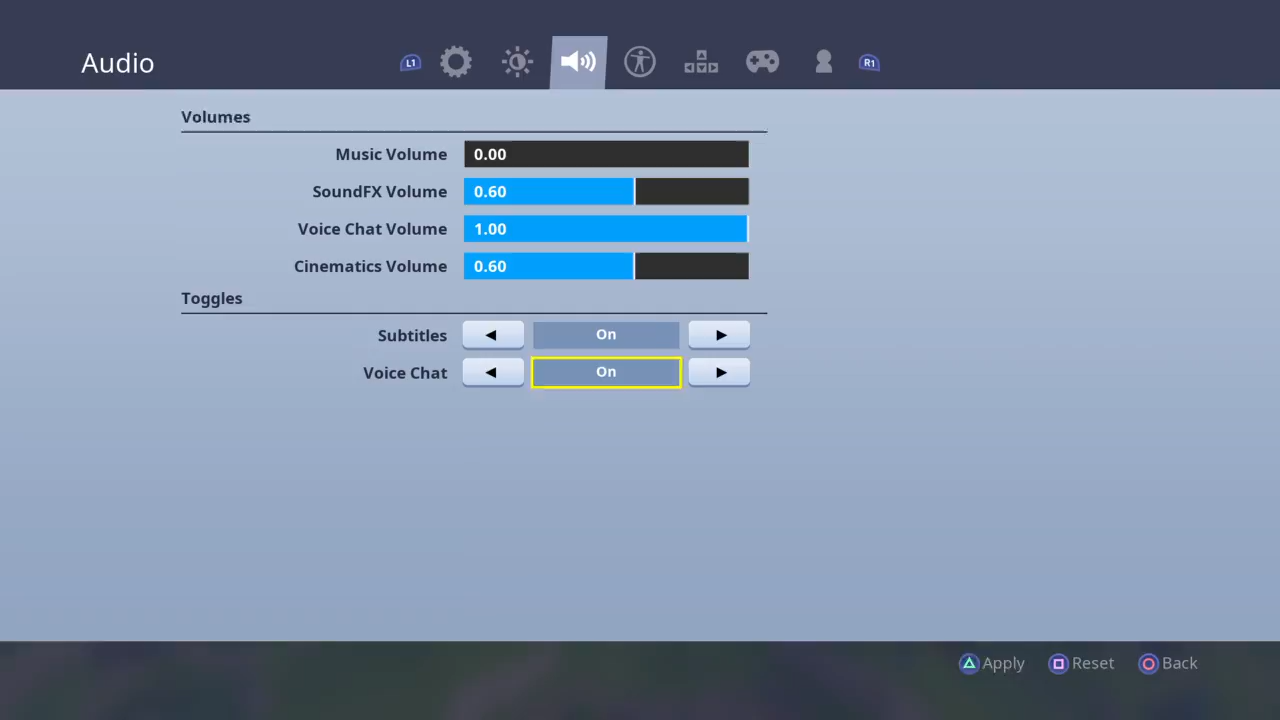 Audio
L1
R1
Volumes
Music Volume 0.00
SoundFX Volume 0.60
Voice Chat Volume 1.00
Cinematics Volume 0.60
Toggles
Subtitles On
Voice Chat On
Apply Reset Back